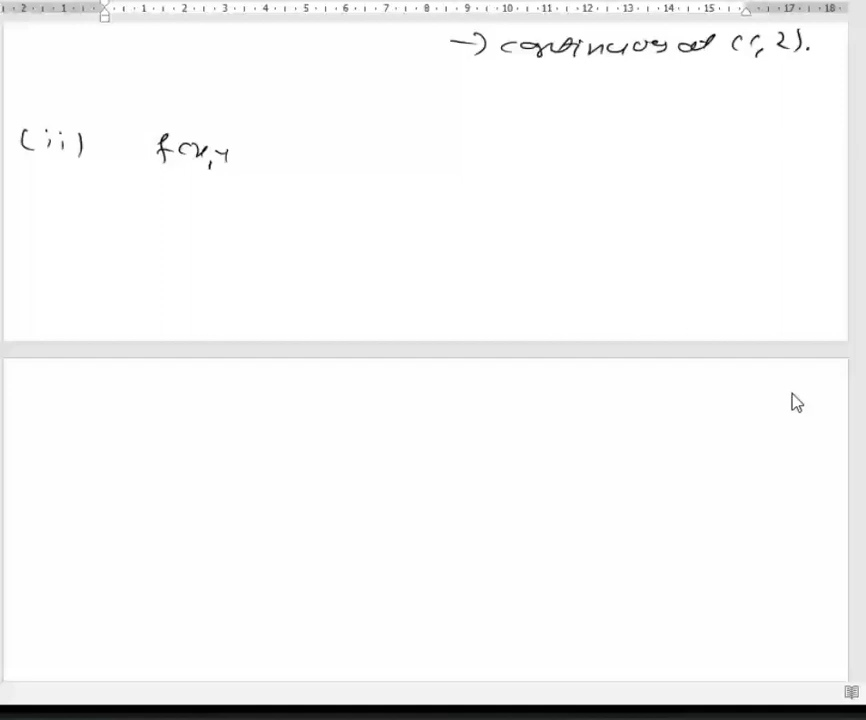 → continuous at (1, 2).
(ii) f(x,y